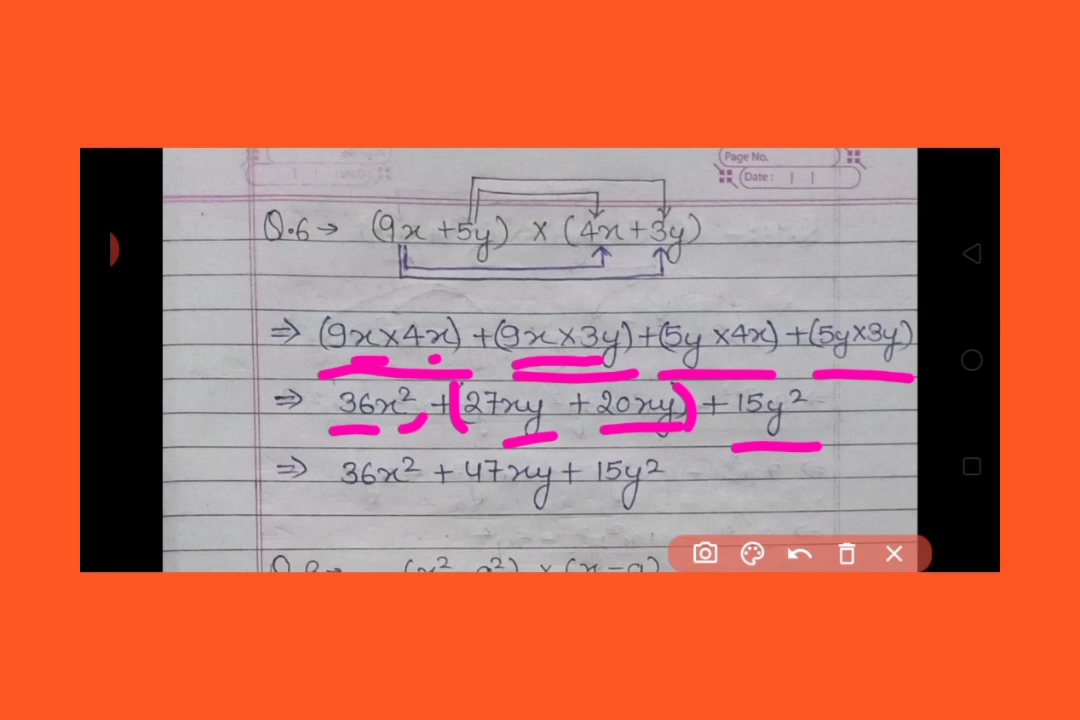 Page No.
Date: | |
Q.6→ (9x+5y) × (4x+3y)
⇒ (9x×4x) +(9x×3y)+(5y×4x)+(5y×3y)
⇒ 36x² + (27xy + 20xy) + 15y²
⇒ 36x² + 47xy + 15y²